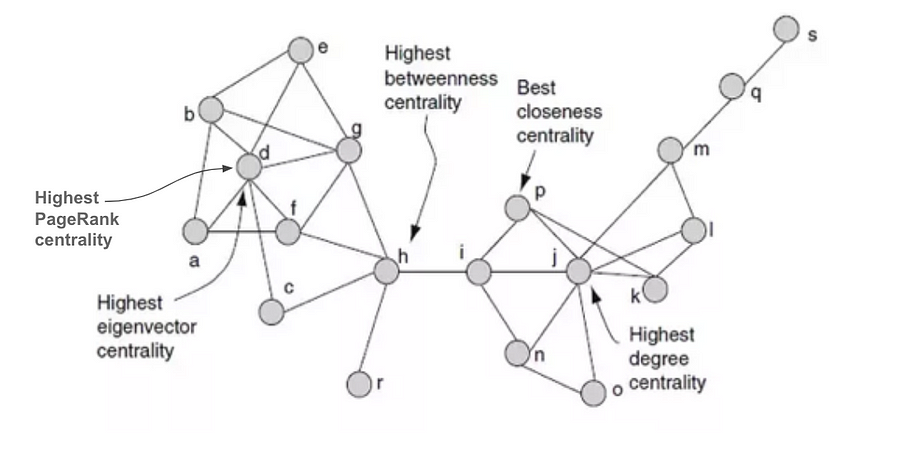 s
e
Highest
betweenness
centrality
q
Best
closeness
centrality
b
g
m
d
Highest
PageRank
centrality
p
f
l
a
h
i
j
c
k
Highest
eigenvector
centrality
n
Highest
degree
centrality
r
o